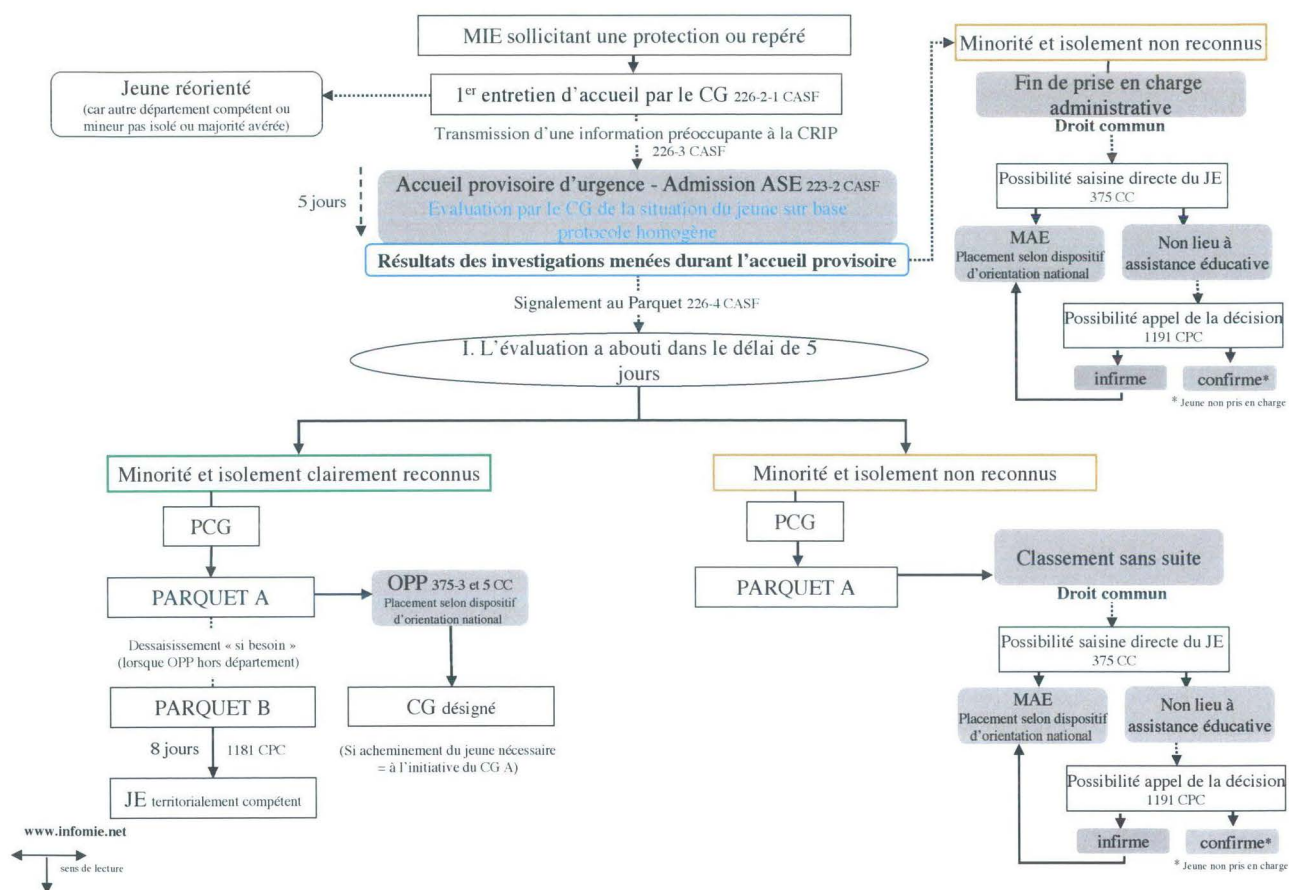 MIE sollicitant une protection ou repéré
Jeune réorienté
(car autre département compétent ou
mineur pas isolé ou majorité avérée)
1er entretien d'accueil par le CG 226-2-1 CASF
Transmission d'une information préoccupante à la CRIP
226-3 CASF
5 jours
Accueil provisoire d'urgence - Admission ASE 223-2 CASF
Evaluation par le CG de la situation du jeune sur base
protocole homogène
Résultats des investigations menées durant l'accueil provisoire
Signalement au Parquet 226-4 CASF
I. L'évaluation a abouti dans le délai de 5
jours
Minorité et isolement non reconnus
Fin de prise en charge
administrative
Droit commun
Possibilité saisine directe du JE
375 CC
MAE
Placement selon dispositif
d'orientation national
Non lieu à
assistance éducative
Possibilité appel de la décision
1191 CPC
infirme
confirme*
* Jeune non pris en charge
Minorité et isolement clairement reconnus
PCG
PARQUET A
OPP 375-3 et 5 CC
Placement selon dispositif
d'orientation national
Dessaisissement « si besoin »
(lorsque OPP hors département)
PARQUET B
CG désigné
8 jours 1181 CPC
(Si acheminement du jeune nécessaire
= à l'initiative du CG A)
JE territorialement compétent
Minorité et isolement non reconnus
PCG
PARQUET A
Classement sans suite
Droit commun
Possibilité saisine directe du JE
375 CC
MAE
Placement selon dispositif
d'orientation national
Non lieu à
assistance éducative
Possibilité appel de la décision
1191 CPC
infirme
confirme*
* Jeune non pris en charge
www.infomie.net
sens de lecture